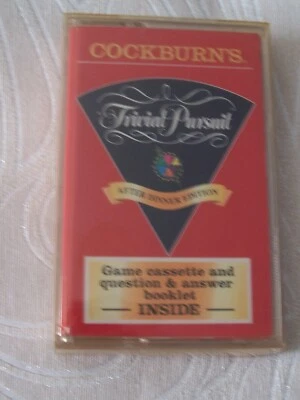 COCKBURN'S
Trivial Pursuit
AFTER DINNER EDITION
Game cassette and
question & answer
booklet
— INSIDE —